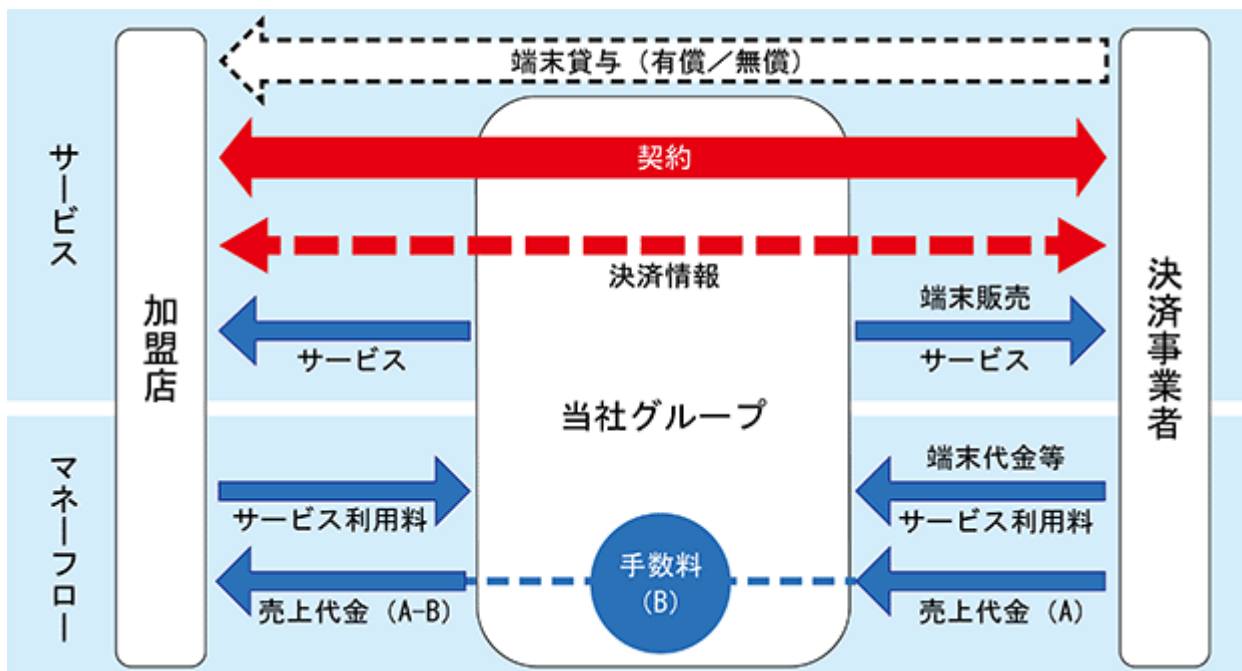 端末貸与（有償／無償）
契約
決済情報
サービス
加盟店
決済事業者
サービス
端末販売
サービス
当社グループ
マネーフロー
サービス利用料
端末代金等
サービス利用料
手数料
（B）
売上代金（A-B）
売上代金（A）